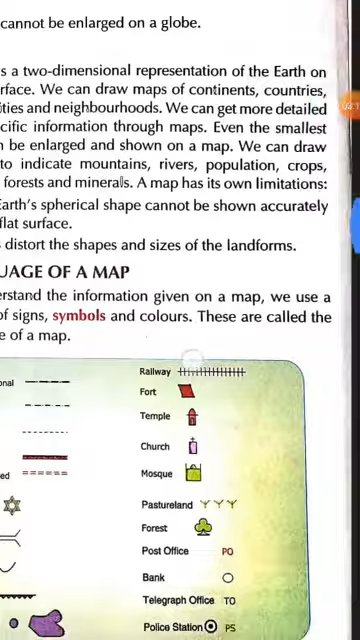 cannot be enlarged on a globe.
s a two-dimensional representation of the Earth on
rface. We can draw maps of continents, countries,
ities and neighbourhoods. We can get more detailed
cific information through maps. Even the smallest
n be enlarged and shown on a map. We can draw
to indicate mountains, rivers, population, crops,
forests and minerals. A map has its own limitations:
Earth's spherical shape cannot be shown accurately
flat surface.
s distort the shapes and sizes of the landforms.
UAGE OF A MAP
erstand the information given on a map, we use a
of signs, symbols and colours. These are called the
e of a map.
onal
Railway
Fort
Temple
Church
Mosque
ed
Pastureland
Forest
Post Office PO
Bank
Telegraph Office TO
Police Station PS